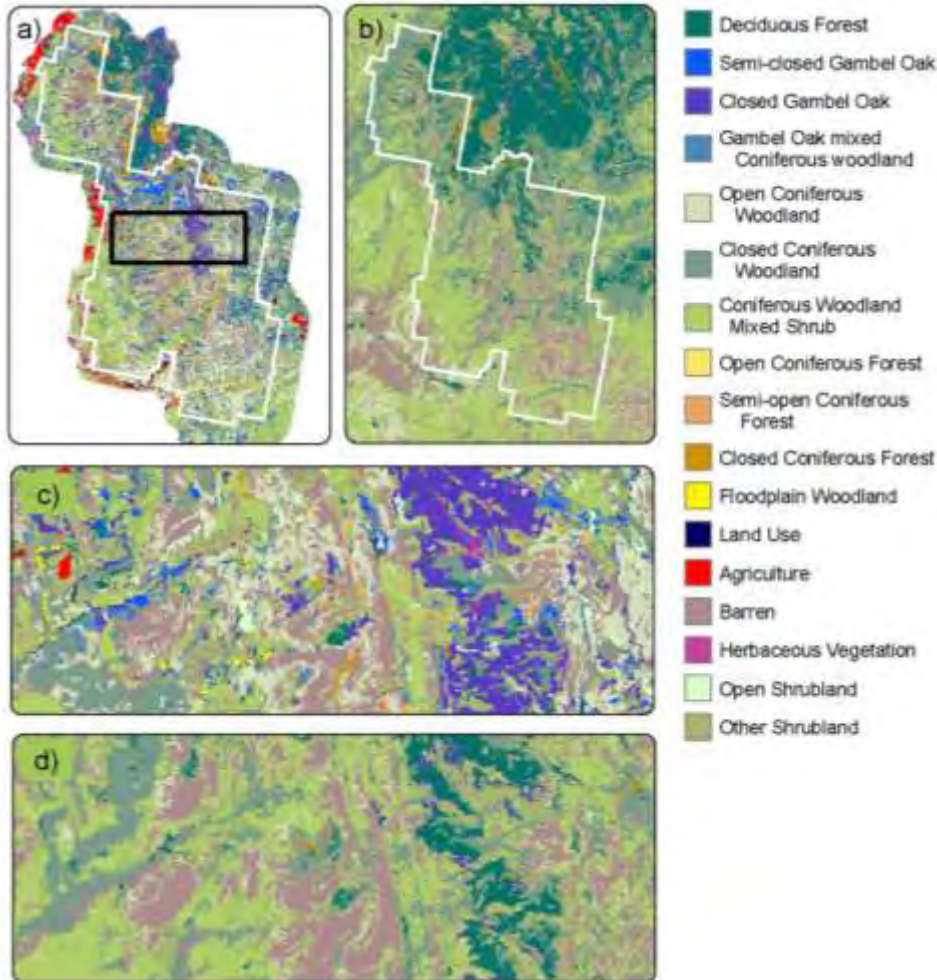 a)
b)
Deciduous Forest
Semi-closed Gambel Oak
Closed Gambel Oak
Gambel Oak mixed
Coniferous woodland
Open Coniferous
Woodland
Closed Coniferous
Woodland
Coniferous Woodland
Mixed Shrub
Open Coniferous Forest
Semi-open Coniferous
Forest
Closed Coniferous Forest
Floodplain Woodland
Land Use
Agriculture
Barren
Herbaceous Vegetation
Open Shrubland
Other Shrubland
c)
d)